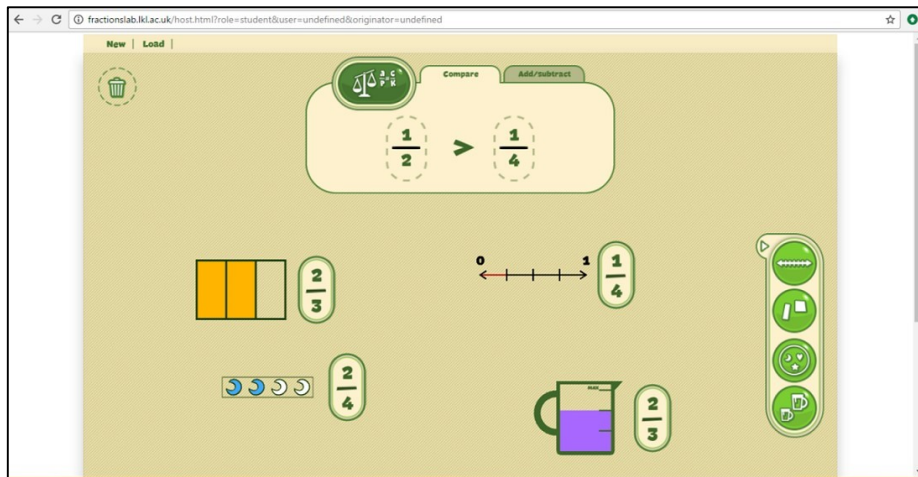 fractionslab.lkl.ac.uk/host.html?role=student&user=undefined&originator=undefined
New | Load |
Compare Add/subtract
1/2 > 1/4
2/3
0 1
1/4
2/4
max
2/3